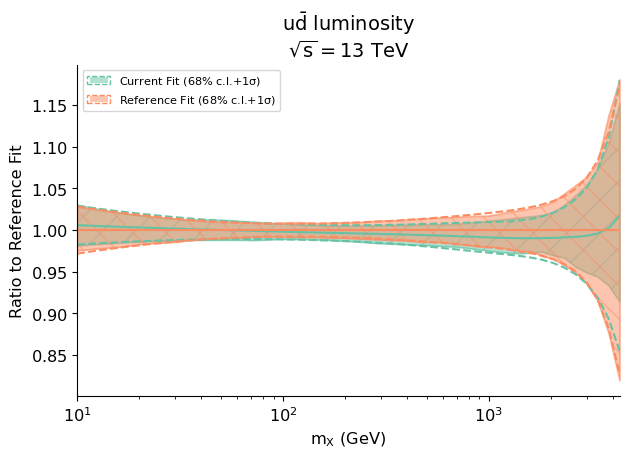 ud̄ luminosity
√s = 13 TeV
Current Fit (68% c.l.+1σ)
Reference Fit (68% c.l.+1σ)
Ratio to Reference Fit
1.15
1.10
1.05
1.00
0.95
0.90
0.85
10¹ 10² 10³
mX (GeV)